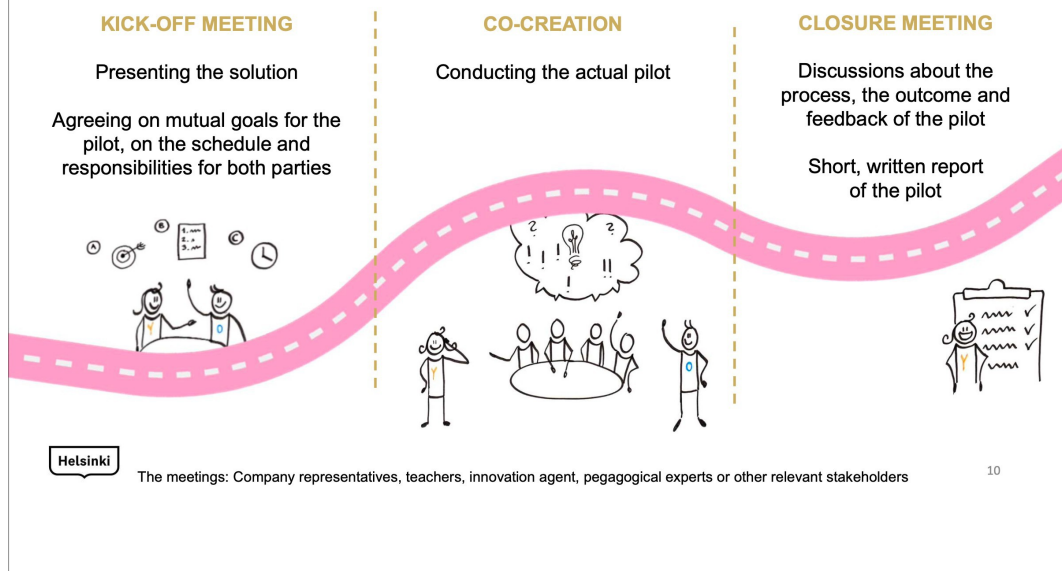 KICK-OFF MEETING
Presenting the solution
Agreeing on mutual goals for the
pilot, on the schedule and
responsibilities for both parties
A
B
1.
2.
3.
C
Y
O
CO-CREATION
Conducting the actual pilot
?
?
! ! !
!!
!
Y
O
CLOSURE MEETING
Discussions about the
process, the outcome and
feedback of the pilot
Short, written report
of the pilot
Y
Helsinki
The meetings: Company representatives, teachers, innovation agent, pegagogical experts or other relevant stakeholders
10